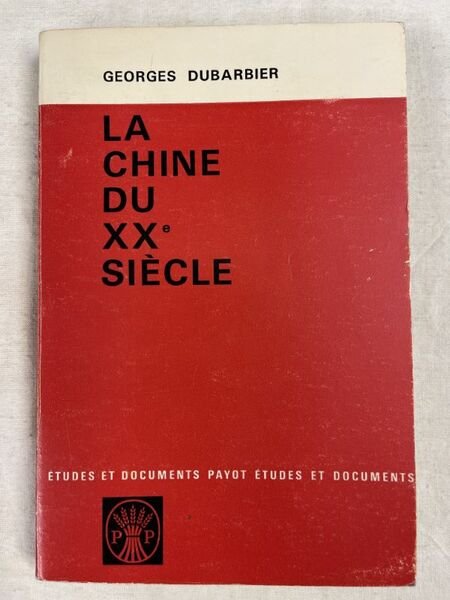 GEORGES DUBARBIER
LA
CHINE
DU
XXe
SIÈCLE
ÉTUDES ET DOCUMENTS PAYOT ÉTUDES ET DOCUMENTS
P P